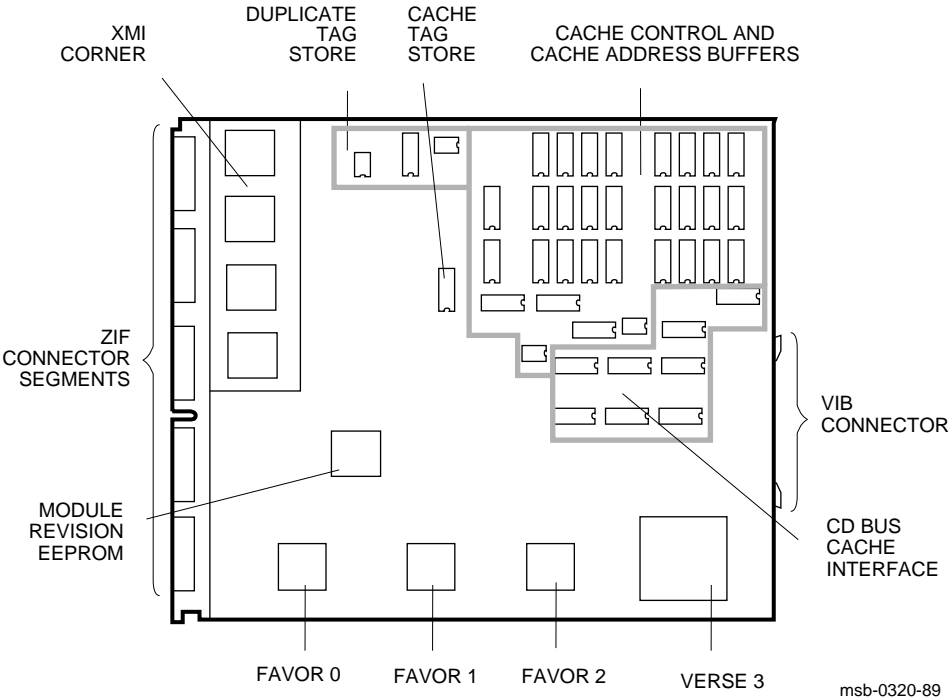 XMI
CORNER
DUPLICATE
TAG
STORE
CACHE
TAG
STORE
CACHE CONTROL AND
CACHE ADDRESS BUFFERS
ZIF
CONNECTOR
SEGMENTS
VIB
CONNECTOR
MODULE
REVISION
EEPROM
CD BUS
CACHE
INTERFACE
FAVOR 0
FAVOR 1
FAVOR 2
VERSE 3
msb-0320-89